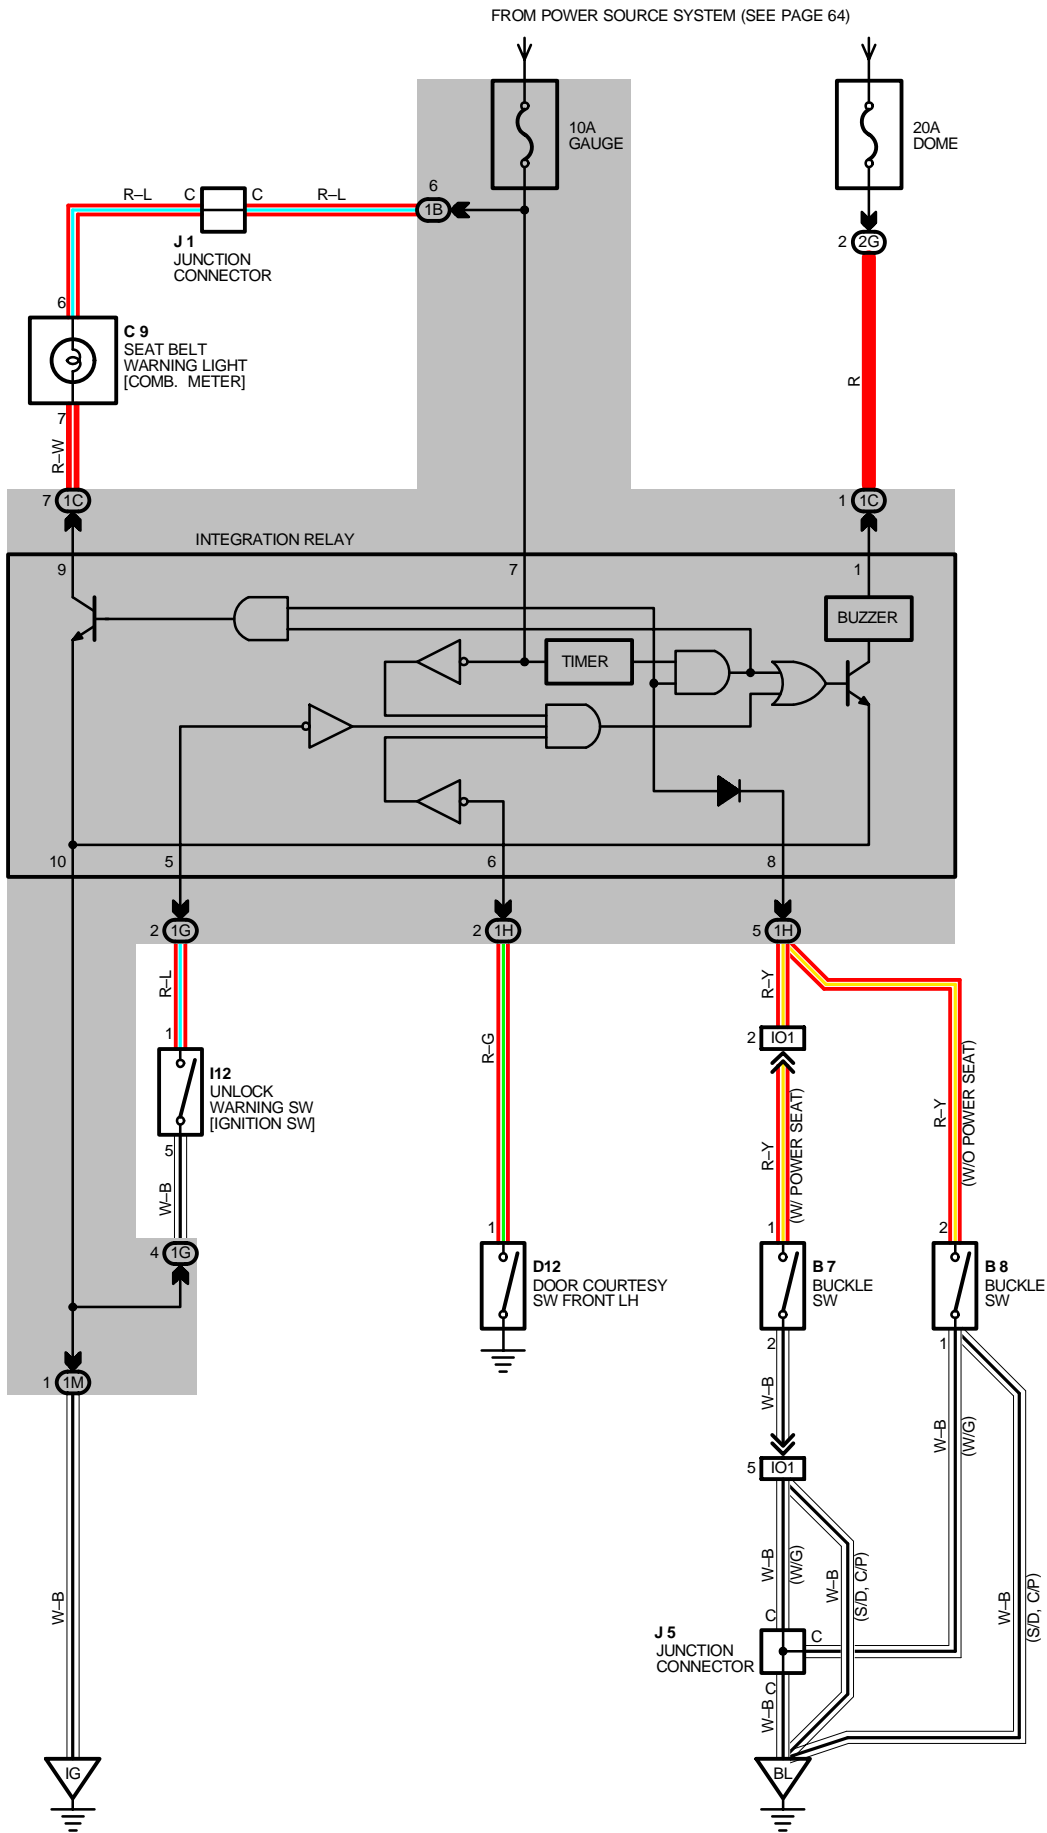 FROM POWER SOURCE SYSTEM (SEE PAGE 64)
10A
GAUGE
20A
DOME
R–L
C
C
R–L
6
1B
J 1
JUNCTION
CONNECTOR
2
2G
6
C 9
SEAT BELT
WARNING LIGHT
[COMB. METER]
7
R–W
R
7
1C
1
1C
INTEGRATION RELAY
9
7
1
BUZZER
TIMER
10
5
6
8
2
1G
2
1H
5
1H
R–L
R–Y
1
R–G
2
IO1
I12
UNLOCK
WARNING SW
[IGNITION SW]
5
W–B
R–Y
(W/ POWER SEAT)
R–Y
(W/O POWER SEAT)
4
1G
1
D12
DOOR COURTESY
SW FRONT LH
1
B 7
BUCKLE
SW
2
B 8
BUCKLE
SW
2
1
1
1M
W–B
W–B
(W/G)
5
IO1
W–B
W–B
(W/G)
W–B
(S/D, C/P)
W–B
(S/D, C/P)
J 5
JUNCTION
CONNECTOR
C
C
C
W–B
IG
BL